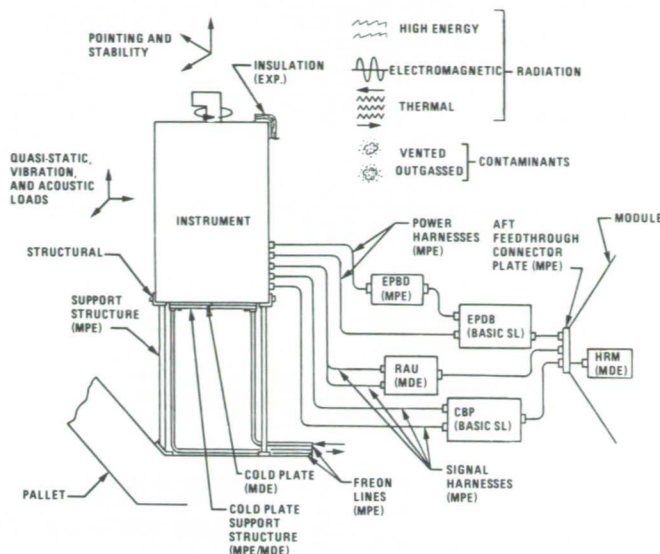 POINTING AND
STABILITY
INSULATION
(EXP.)
HIGH ENERGY
ELECTROMAGNETIC
THERMAL
RADIATION
VENTED
OUTGASSED
CONTAMINANTS
QUASI-STATIC,
VIBRATION,
AND ACOUSTIC
LOADS
INSTRUMENT
STRUCTURAL
SUPPORT
STRUCTURE
(MPE)
POWER
HARNESSES
(MPE)
AFT
FEEDTHROUGH
CONNECTOR
PLATE (MPE)
MODULE
EPBD
(MPE)
EPDB
(BASIC SL)
RAU
(MDE)
HRM
(MDE)
CBP
(BASIC SL)
PALLET
COLD PLATE
(MDE)
COLD PLATE
SUPPORT
STRUCTURE
(MPE/MDE)
FREON
LINES
(MPE)
SIGNAL
HARNESSES
(MPE)